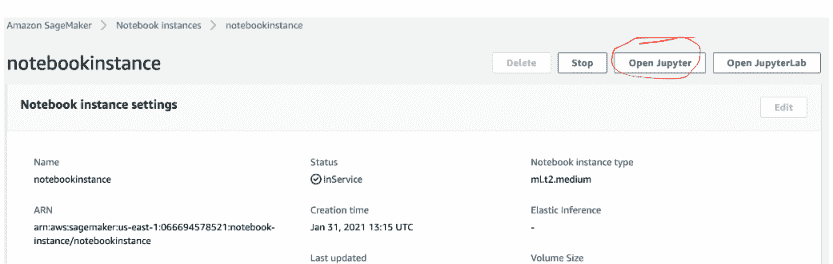 Amazon SageMaker > Notebook instances > notebookinstance
notebookinstance
Delete Stop Open Jupyter Open JupyterLab
Notebook instance settings
Edit
Name
notebookinstance
Status
InService
Notebook instance type
ml.t2.medium
ARN
arn:aws:sagemaker:us-east-1:066694578521:notebook-
instance/notebookinstance
Creation time
Jan 31, 2021 13:15 UTC
Elastic Inference
-
Last updated
Volume Size